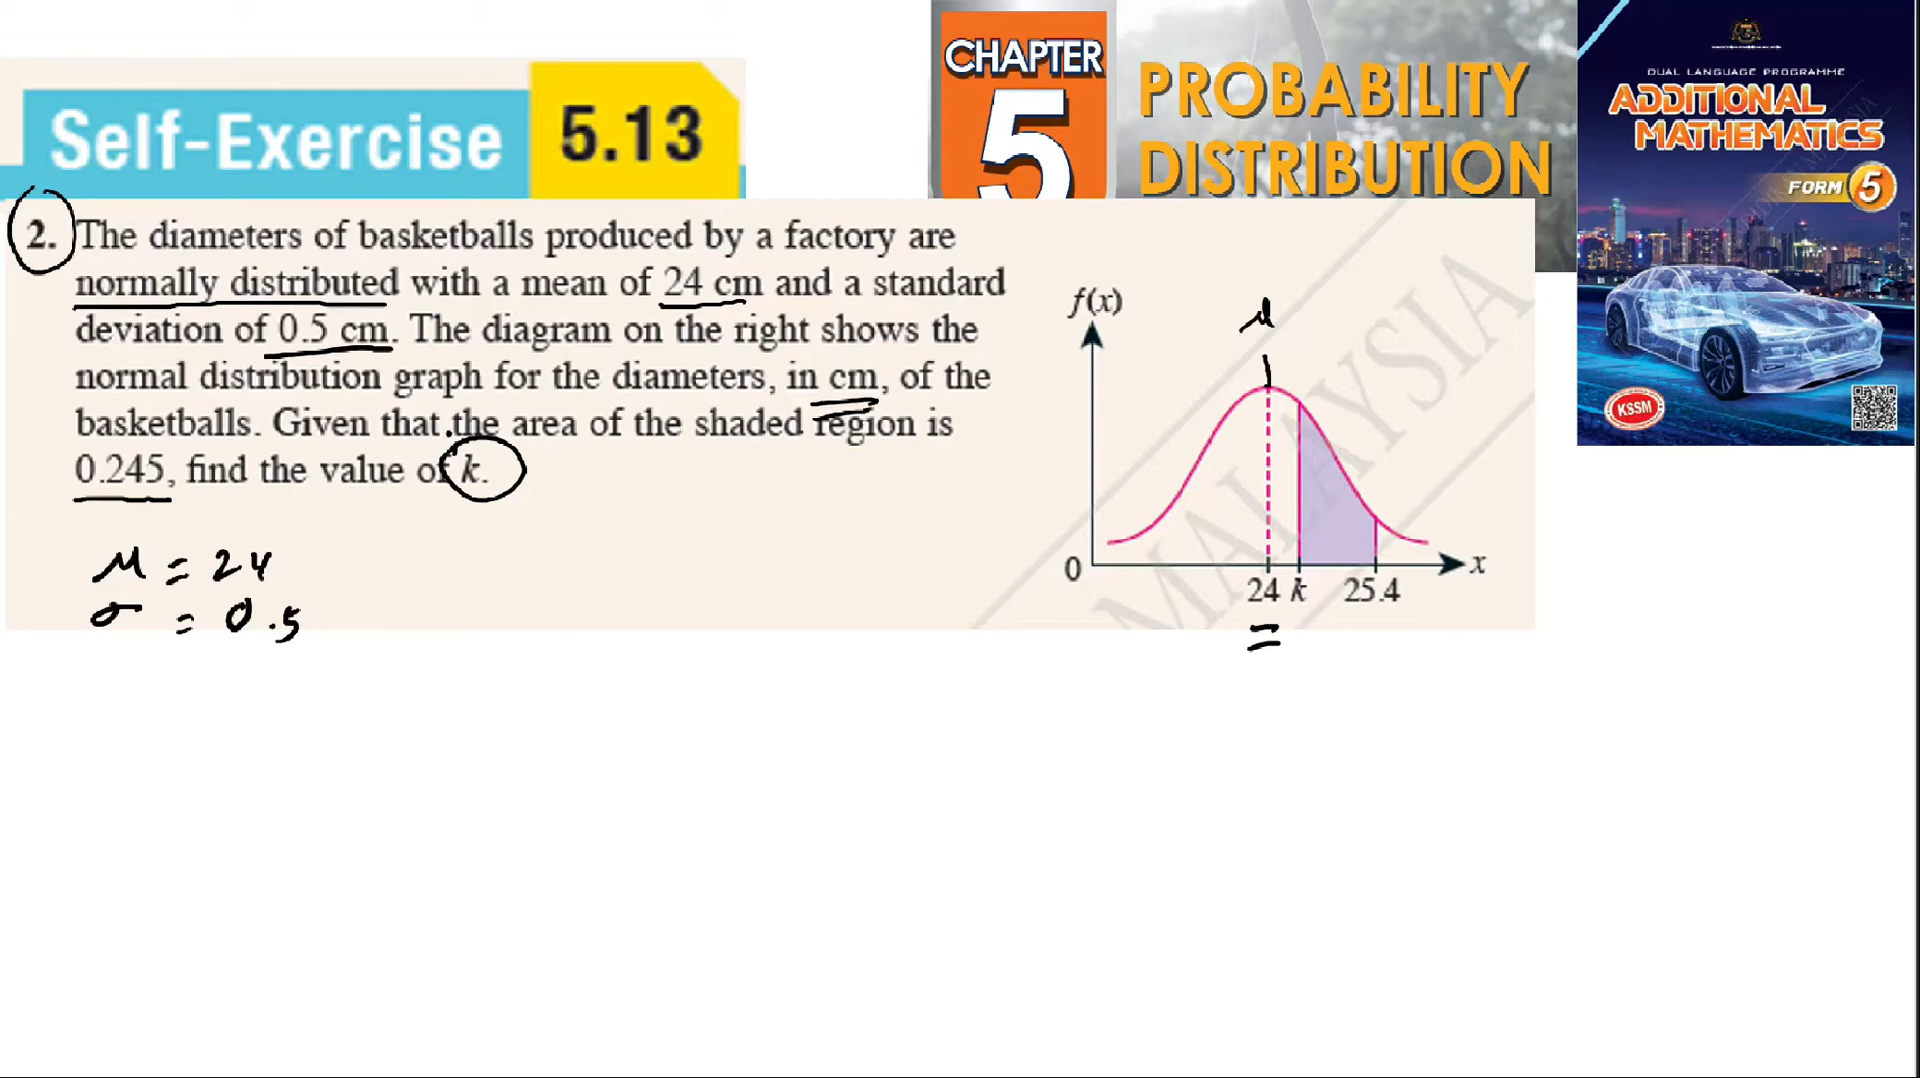 CHAPTER
5
PROBABILITY
DISTRIBUTION
DUAL LANGUAGE PROGRAMME
ADDITIONAL
MATHEMATICS
FORM 5
KSSM
Self-Exercise 5.13
2. The diameters of basketballs produced by a factory are
normally distributed with a mean of 24 cm and a standard
deviation of 0.5 cm. The diagram on the right shows the
normal distribution graph for the diameters, in cm, of the
basketballs. Given that the area of the shaded region is
0.245, find the value of k.
μ = 24
σ = 0.5
μ
f(x)
0
24 k 25.4
x
=
MALAYSIA